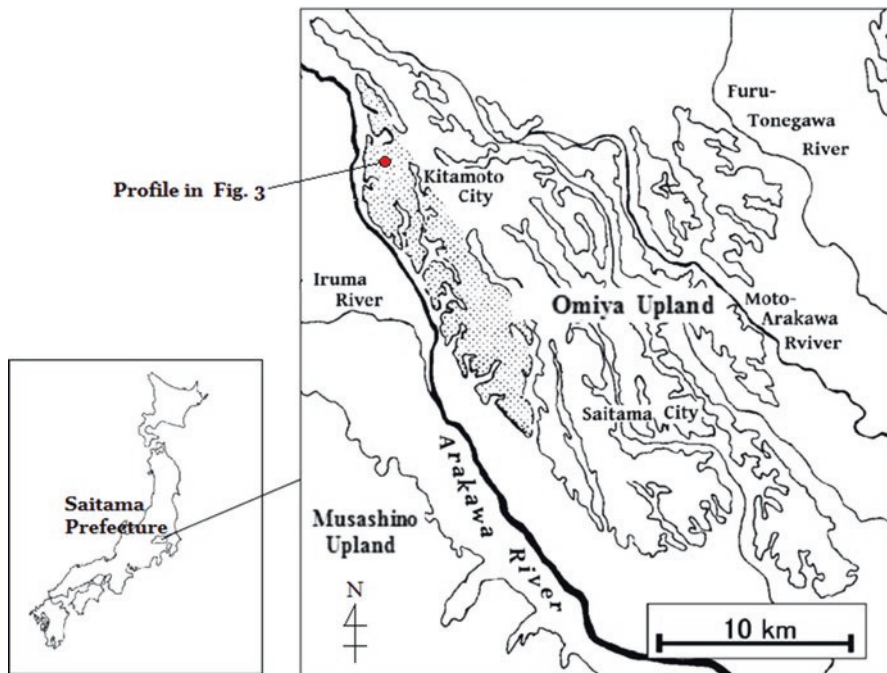 Furu-
Tonegawa
River
Kitamoto
City
Profile in Fig. 3
Iruma
River
Omiya Upland
Moto-
Arakawa
Rviver
Saitama City
Saitama
Prefecture
Arakawa River
Musashino
Upland
N
10 km